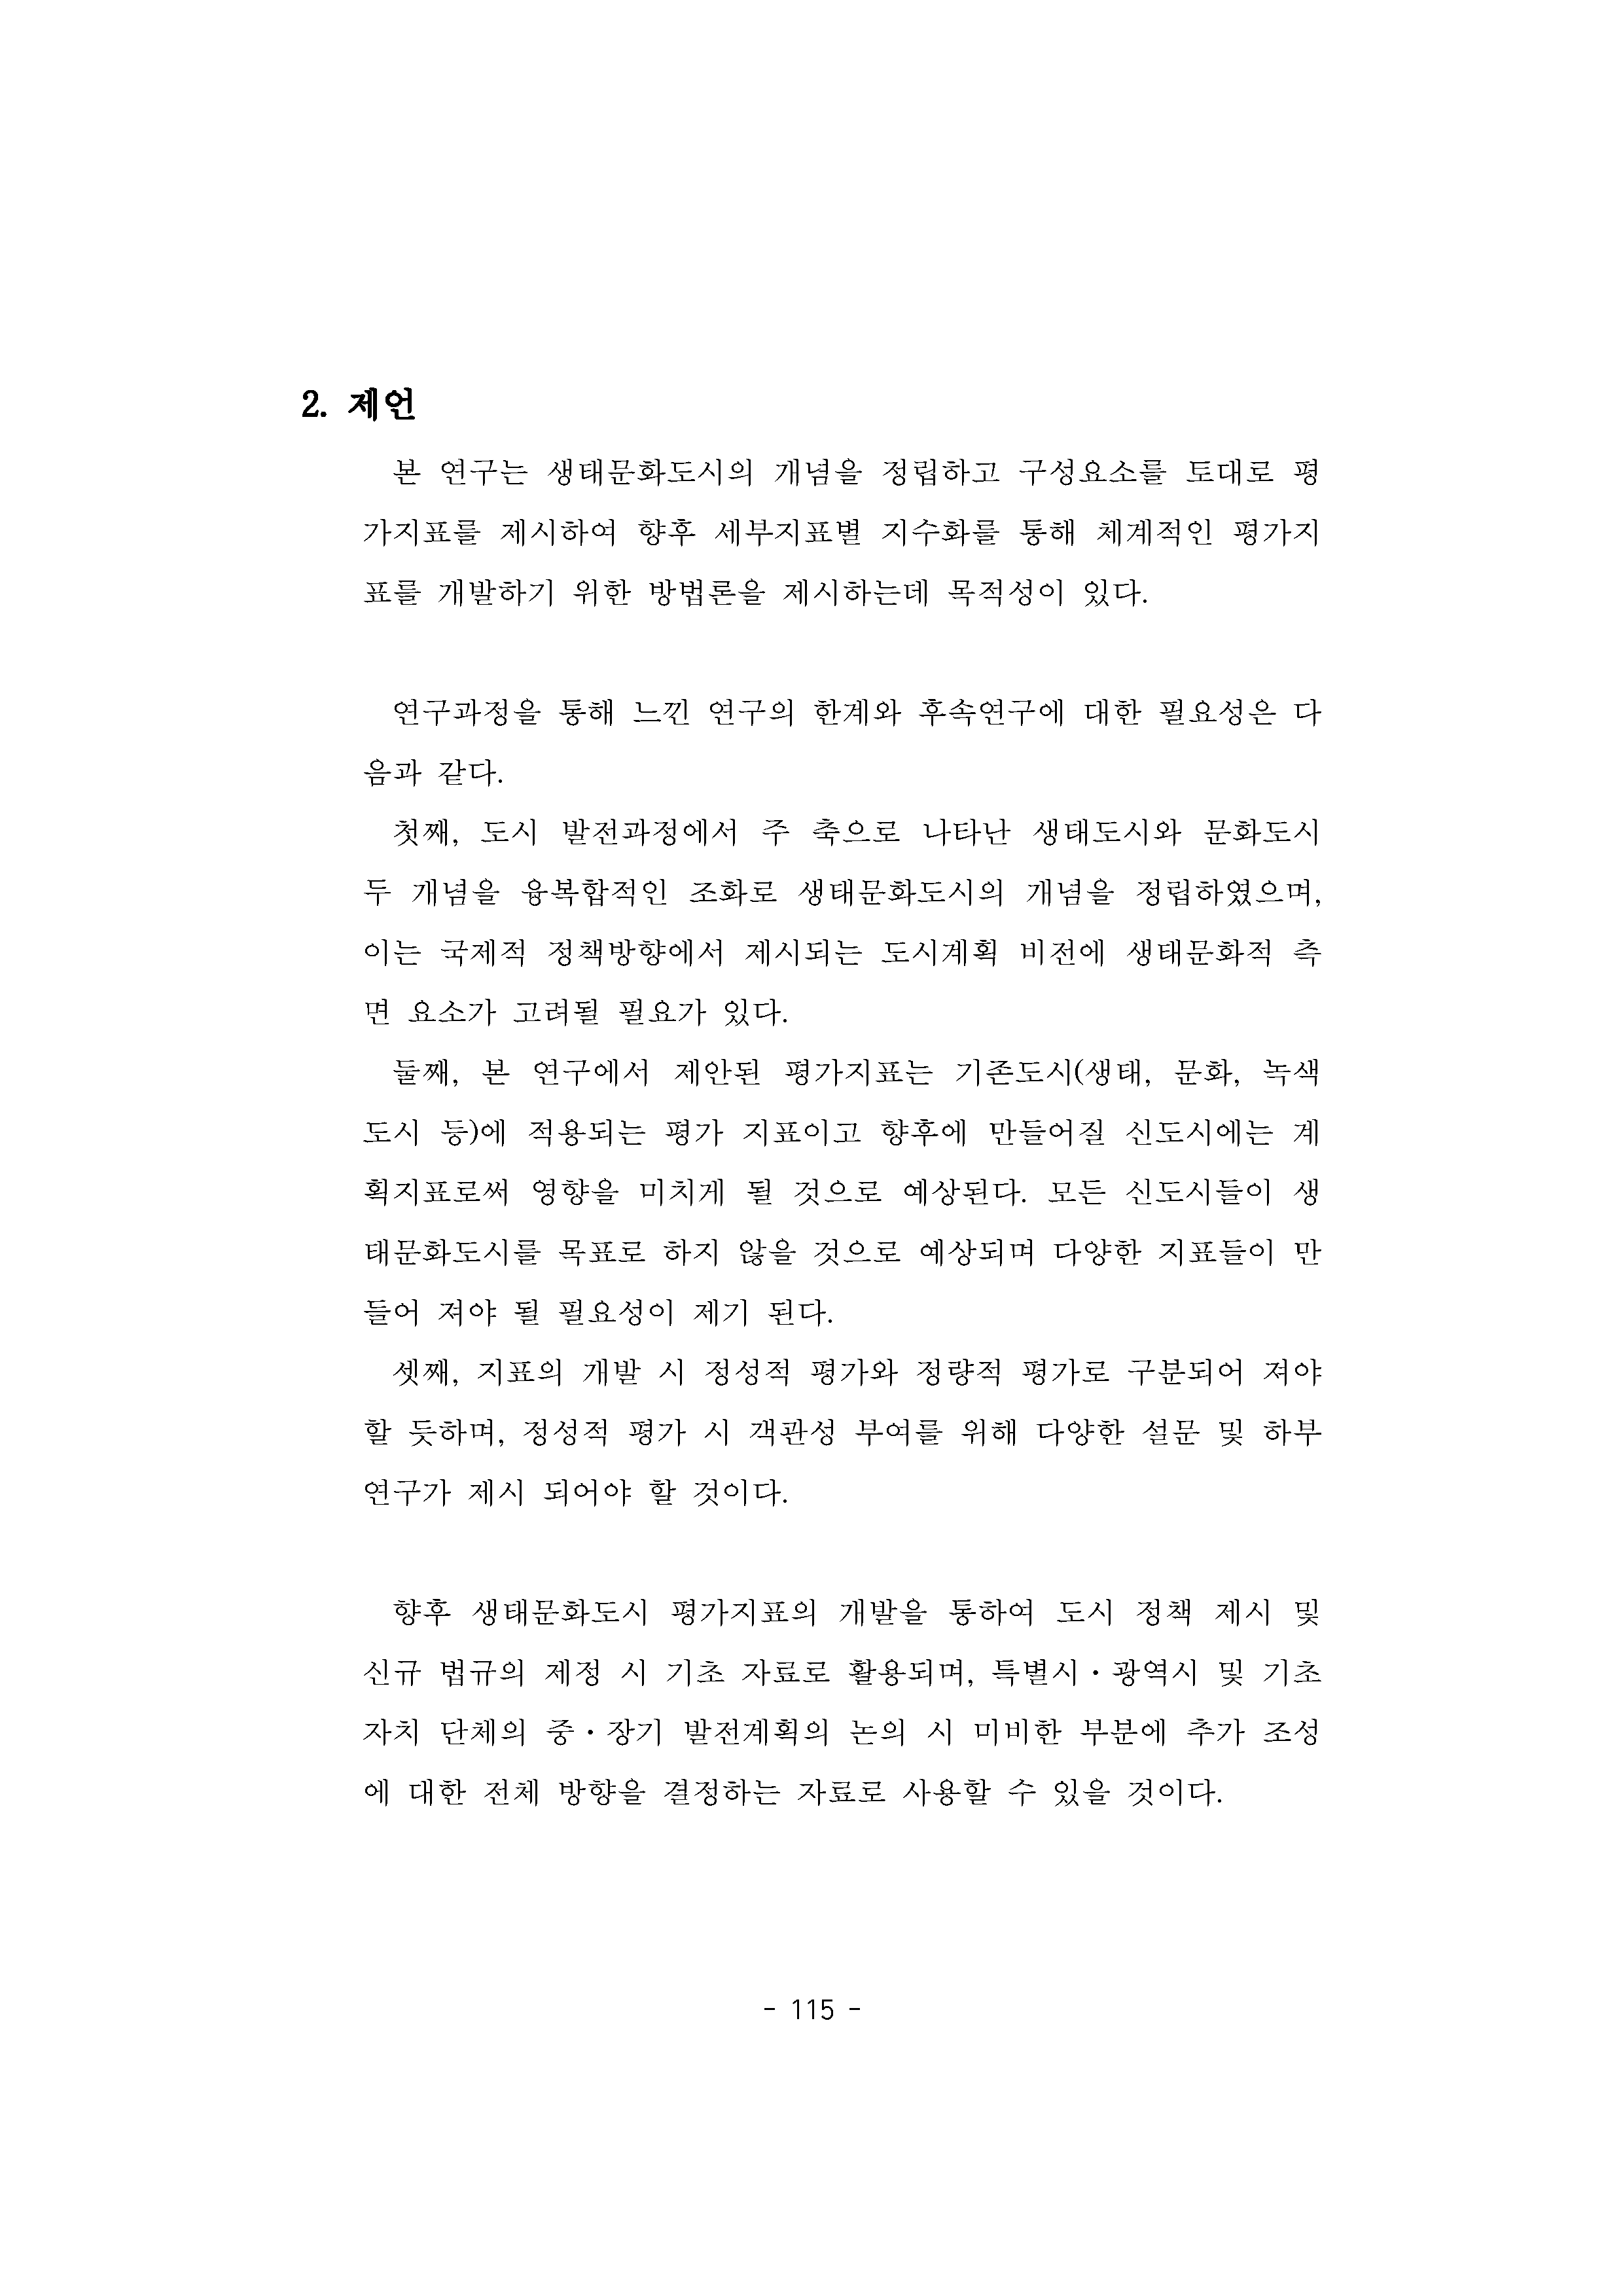 2. 제언
본 연구는 생태문화도시의 개념을 정립하고 구성요소를 토대로 평
가지표를 제시하여 향후 세부지표별 지수화를 통해 체계적인 평가지
표를 개발하기 위한 방법론을 제시하는데 목적성이 있다.
연구과정을 통해 느낀 연구의 한계와 후속연구에 대한 필요성은 다
음과 같다.
첫째, 도시 발전과정에서 주 축으로 나타난 생태도시와 문화도시
두 개념을 융복합적인 조화로 생태문화도시의 개념을 정립하였으며,
이는 국제적 정책방향에서 제시되는 도시계획 비전에 생태문화적 측
면 요소가 고려될 필요가 있다.
둘째, 본 연구에서 제안된 평가지표는 기존도시(생태, 문화, 녹색
도시 등)에 적용되는 평가 지표이고 향후에 만들어질 신도시에는 계
획지표로써 영향을 미치게 될 것으로 예상된다. 모든 신도시들이 생
태문화도시를 목표로 하지 않을 것으로 예상되며 다양한 지표들이 만
들어 져야 될 필요성이 제기 된다.
셋째, 지표의 개발 시 정성적 평가와 정량적 평가로 구분되어 져야
할 듯하며, 정성적 평가 시 객관성 부여를 위해 다양한 설문 및 하부
연구가 제시 되어야 할 것이다.
향후 생태문화도시 평가지표의 개발을 통하여 도시 정책 제시 및
신규 법규의 제정 시 기초 자료로 활용되며, 특별시・광역시 및 기초
자치 단체의 중・장기 발전계획의 논의 시 미비한 부분에 추가 조성
에 대한 전체 방향을 결정하는 자료로 사용할 수 있을 것이다.
- 115 -